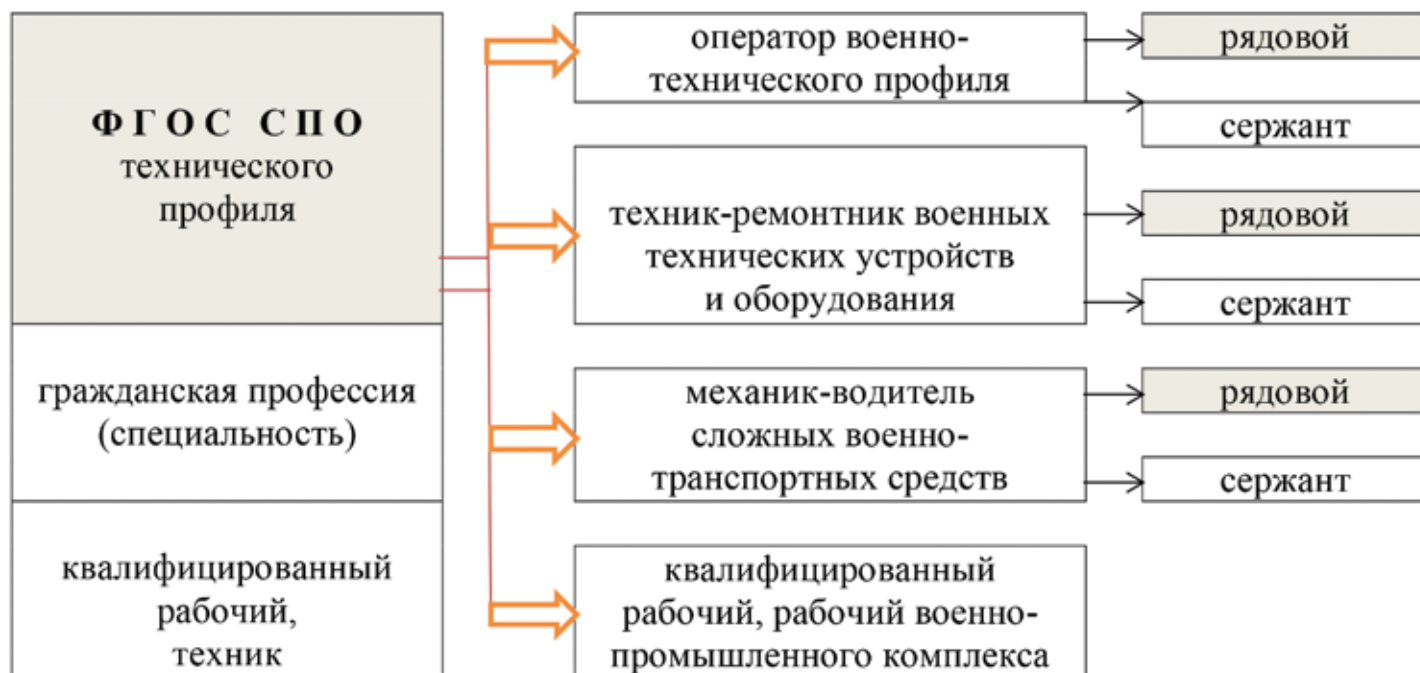 ФГОС СПО
технического
профиля
гражданская профессия
(специальность)
квалифицированный
рабочий,
техник
оператор военно-
технического профиля
рядовой
сержант
техник-ремонтник военных
технических устройств
и оборудования
рядовой
сержант
механик-водитель
сложных военно-
транспортных средств
рядовой
сержант
квалифицированный
рабочий, рабочий военно-
промышленного комплекса